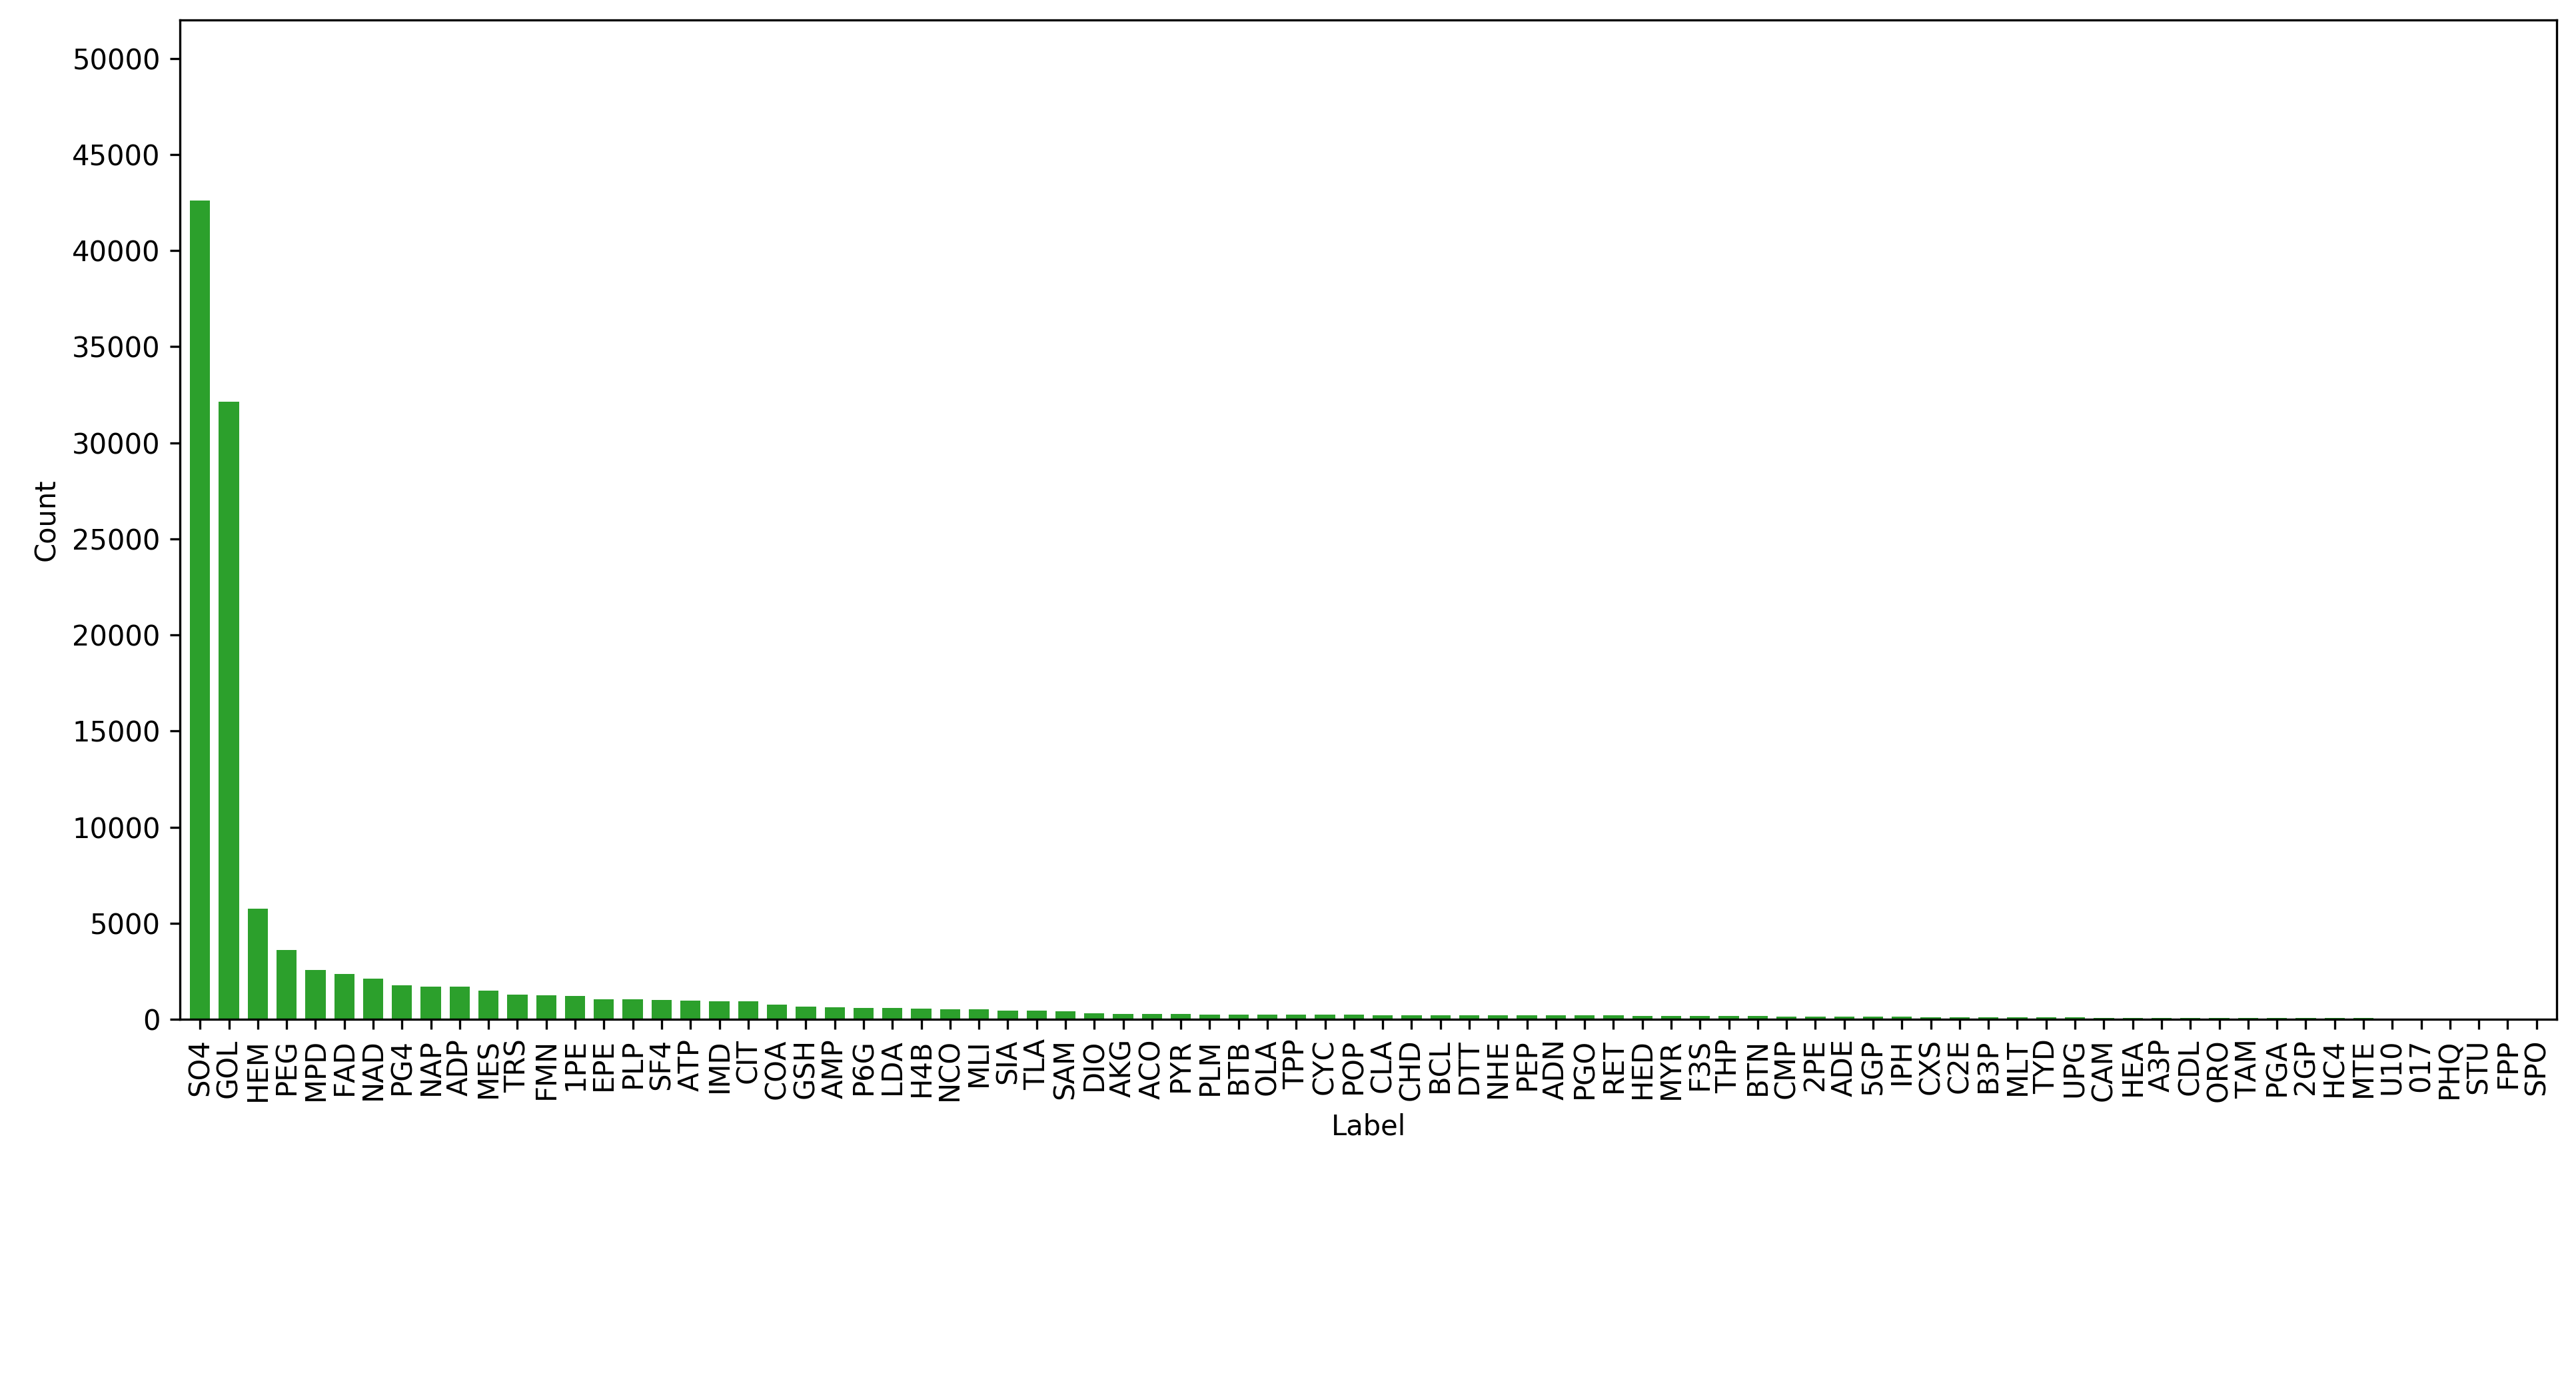 50000
45000
40000
35000
30000
25000
20000
15000
10000
5000
0
Count
SO4
GOL
HEM
PEG
MPD
FAD
NAD
PG4
NAP
ADP
MES
TRS
FMN
1PE
EPE
PLP
SF4
ATP
IMD
CIT
COA
GSH
AMP
P6G
LDA
H4B
NCO
MLI
SIA
TLA
SAM
DIO
AKG
ACO
PYR
PLM
BTB
OLA
TPP
CYC
POP
CLA
CHD
BCL
DTT
NHE
PEP
ADN
PGO
RET
HED
MYR
F3S
THP
BTN
CMP
2PE
ADE
5GP
IPH
CXS
C2E
B3P
MLT
TYD
UPG
CAM
HEA
A3P
CDL
ORO
TAM
PGA
2GP
HC4
MTE
U10
017
PHQ
STU
FPP
SPO
Label